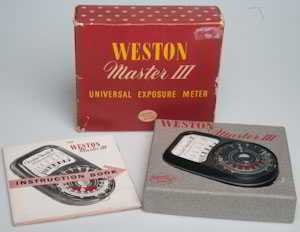 WESTON
Master III
UNIVERSAL EXPOSURE METER
WESTON
Master III
WESTON
Master III
INSTRUCTION BOOK